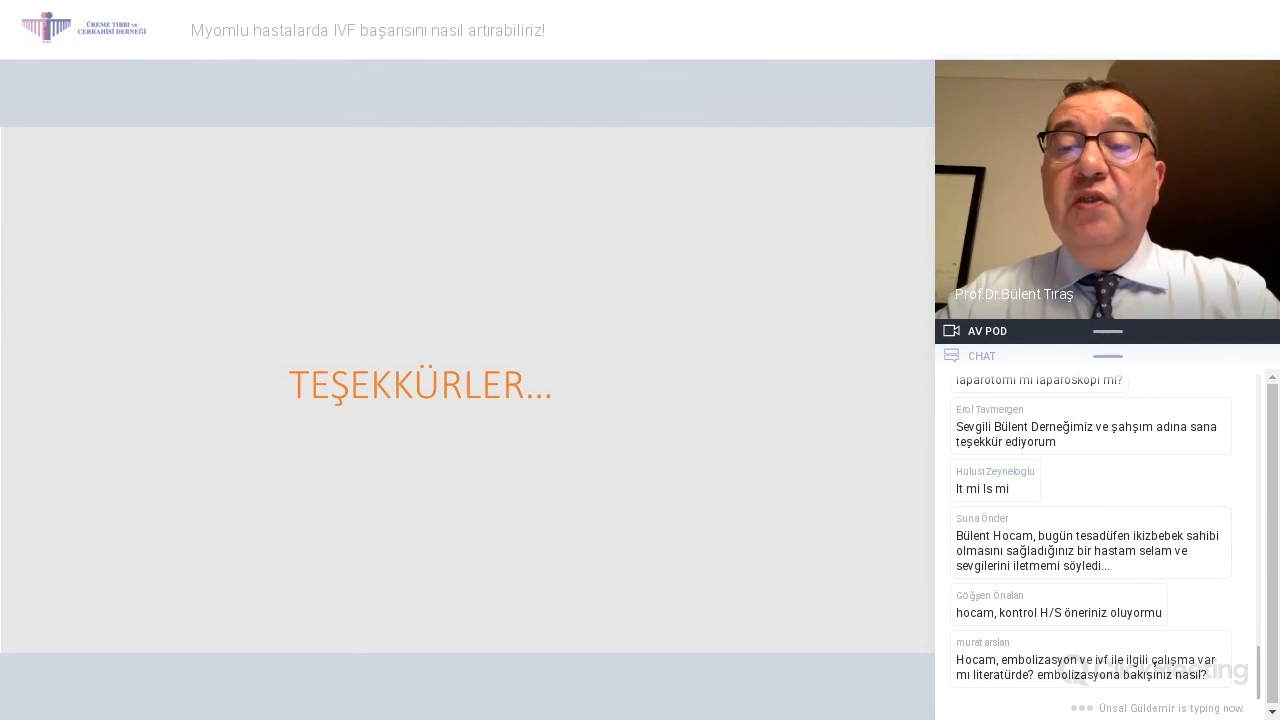 ÜREME TIBBI ve
CERRAHİSİ DERNEĞİ
Myomlu hastalarda IVF başarısını nasıl artırabiliriz!
TEŞEKKÜRLER...
Prof.Dr.Bülent Tıraş
AV POD
CHAT
laparotomi mi laparoskopi mi?
Erol Tavmergen
Sevgili Bülent Derneğimiz ve şahşım adına sana
teşekkür ediyorum
Hulusi Zeyneloglu
lt mi ls mi
Suna Önder
Bülent Hocam, bugün tesadüfen ikizbebek sahibi
olmasını sağladığınız bir hastam selam ve
sevgilerini iletmemi söyledi...
Göğşen Önalan
hocam, kontrol H/S öneriniz oluyormu
murat arslan
Hocam, embolizasyon ve ivf ile ilgili çalışma var
mı literatürde? embolizasyona bakışınız nasıl?
ClickMeeting
Ünsal Güldemir is typing now.